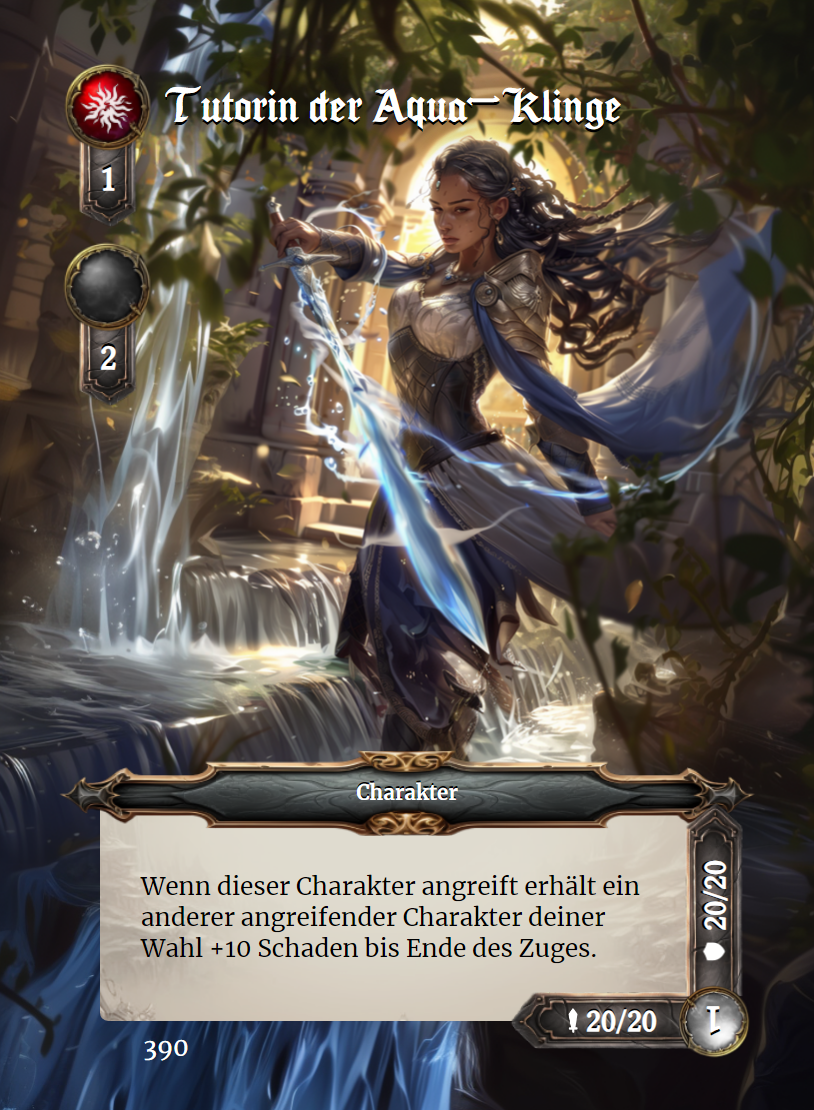 Tutorin der Aqua-Klinge
1
2
Charakter
Wenn dieser Charakter angreift erhält ein
anderer angreifender Charakter deiner
Wahl +10 Schaden bis Ende des Zuges.
20/20
20/20
1
390